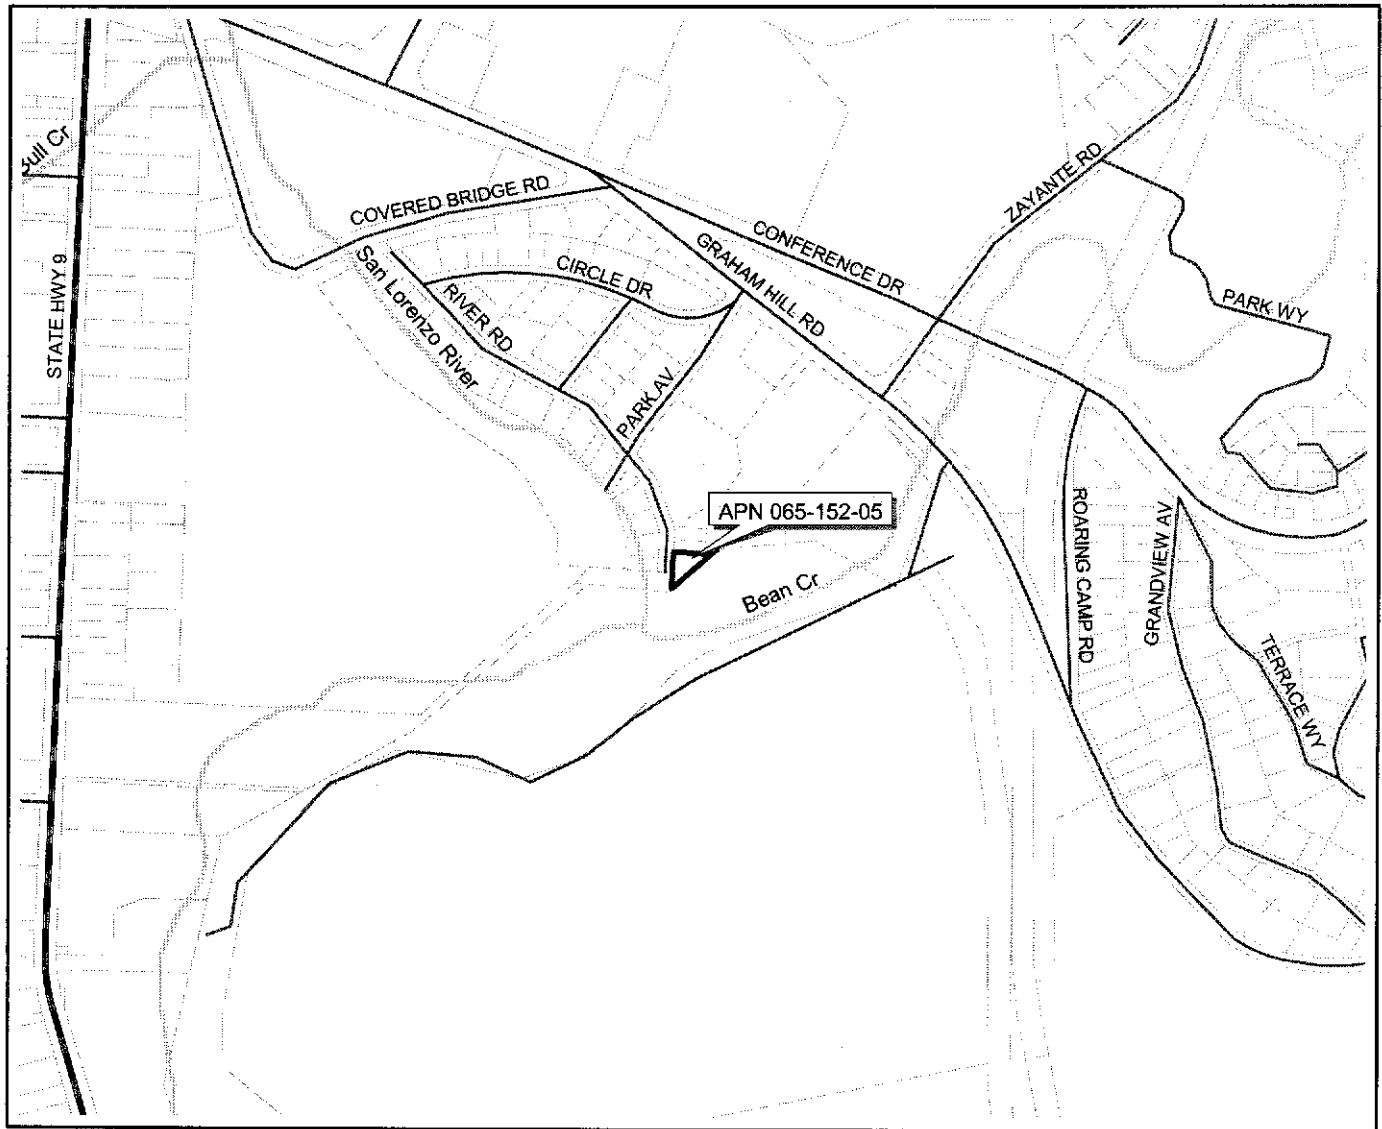 Bull Cr
STATE HWY 9
COVERED BRIDGE RD
San Lorenzo River
RIVER RD
CIRCLE DR
PARK AV
GRAHAM HILL RD
CONFERENCE DR
ZAYANTE RD
PARK WY
APN 065-152-05
Bean Cr
ROARING CAMP RD
GRANDVIEW AV
TERRACE WY